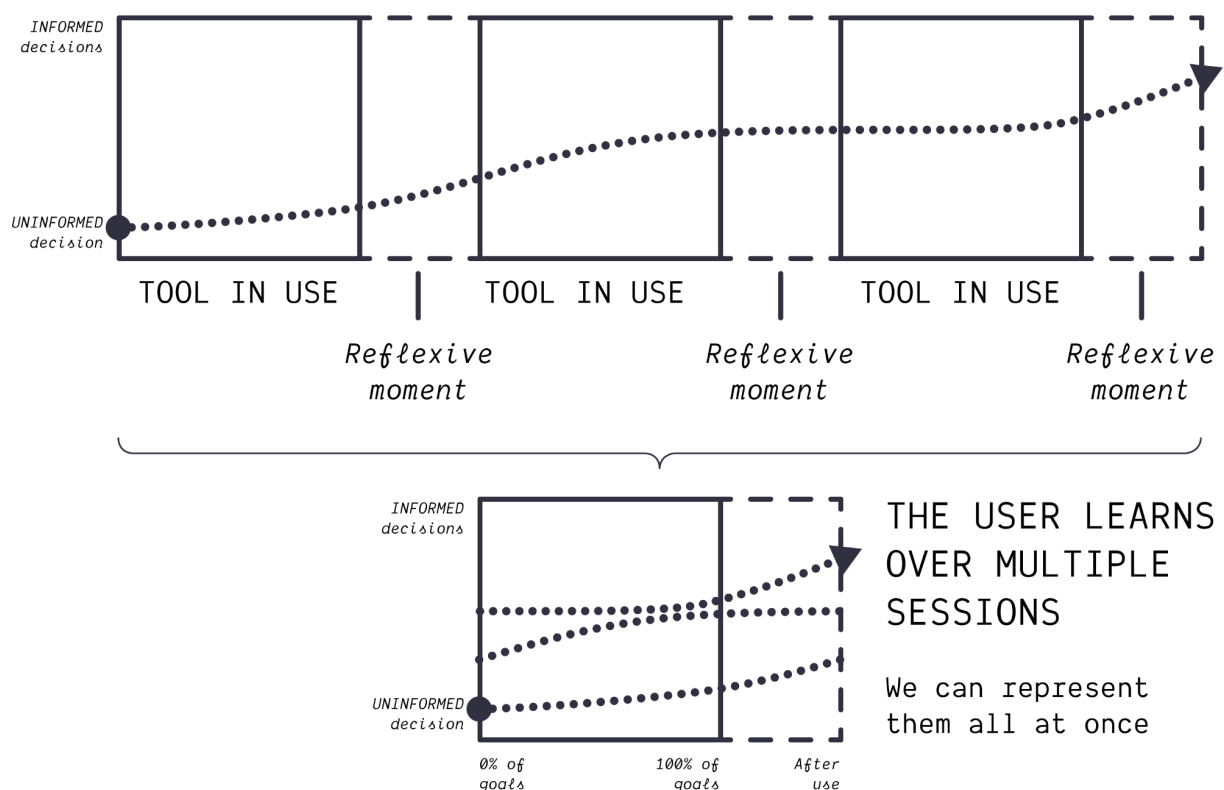 INFORMED
decisions
UNINFORMED
decision
TOOL IN USE
TOOL IN USE
TOOL IN USE
Reflexive
moment
Reflexive
moment
Reflexive
moment
INFORMED
decisions
UNINFORMED
decision
0% of
goals
100% of
goals
After
use
THE USER LEARNS
OVER MULTIPLE
SESSIONS
We can represent
them all at once